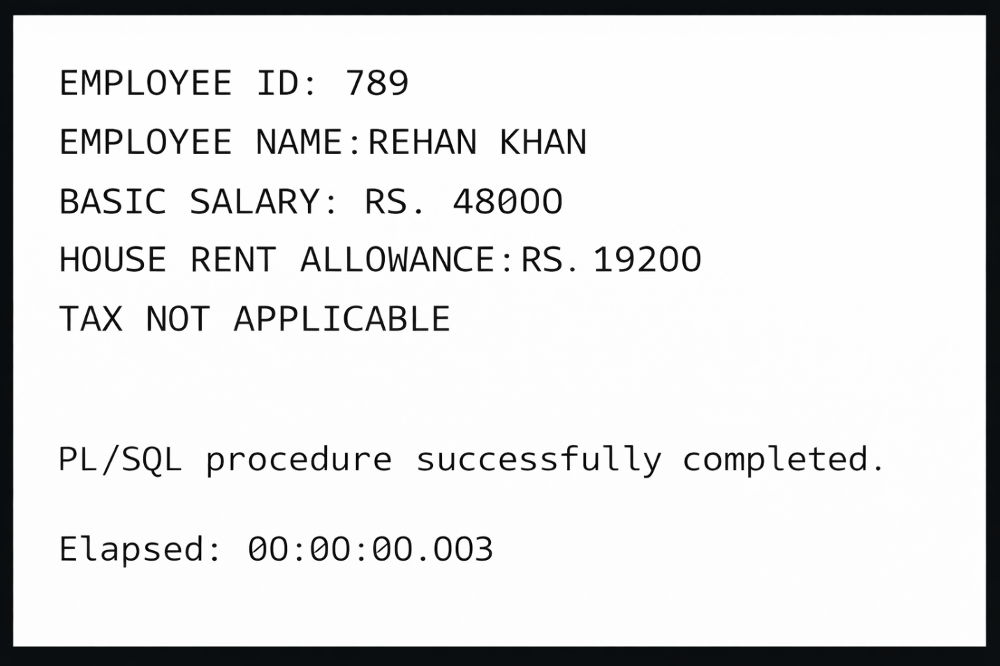 EMPLOYEE ID: 789
EMPLOYEE NAME:REHAN KHAN
BASIC SALARY: RS. 48000
HOUSE RENT ALLOWANCE:RS. 19200
TAX NOT APPLICABLE
PL/SQL procedure successfully completed.
Elapsed: 00:00:00.003